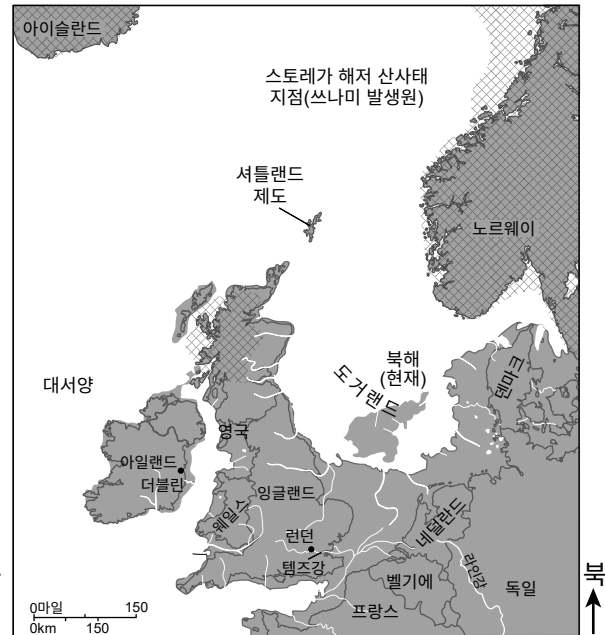 아이슬란드
스토레가 해저 산사태
지점(쓰나미 발생원)
셔틀랜드
제도
노르웨이
북해
(현재)
도거랜드
덴마크
대서양
영국
아일랜드
더블린
잉글랜드
웨일스
네덜란드
런던
템즈강
라인강
벨기에
독일
프랑스
북
0마일 150
0km 150